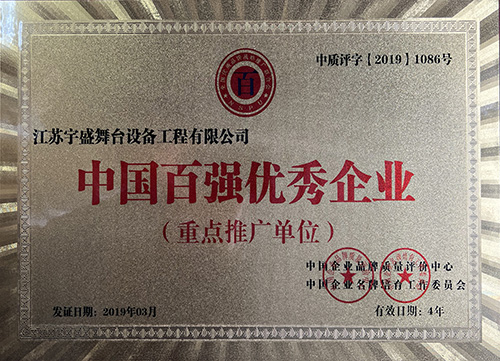 中质评字【2019】1086号
百
江苏宇盛舞台设备工程有限公司
中国百强优秀企业
（重点推广单位）
中国企业品牌质量评价中心
中国企业名牌培育工作委员会
发证日期：2019年03月
有效日期：4年